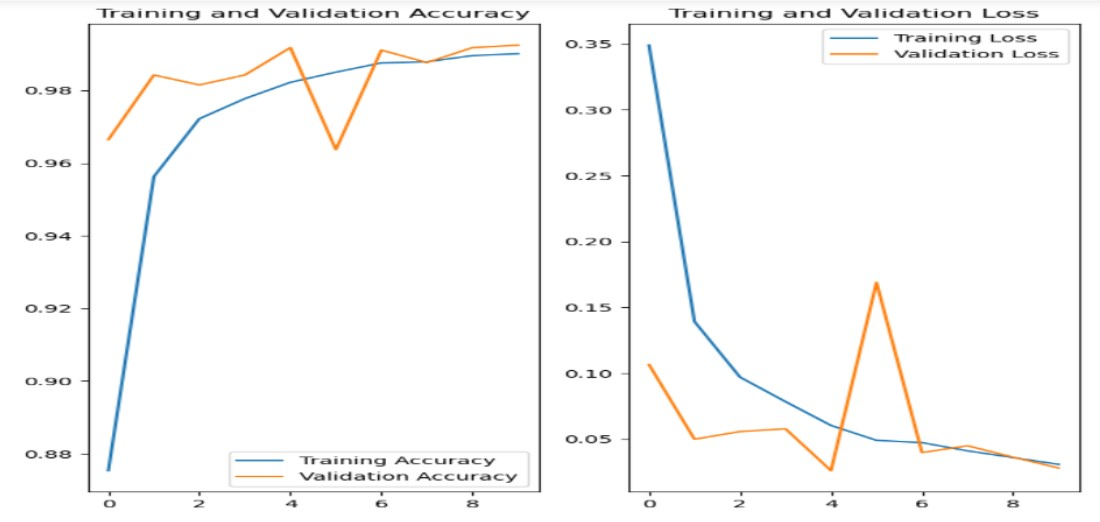 Training and Validation Accuracy
0.98
0.96
0.94
0.92
0.90
0.88
Training Accuracy
Validation Accuracy
0 2 4 6 8
Training and Validation Loss
0.35
0.30
0.25
0.20
0.15
0.10
0.05
Training Loss
Validation Loss
0 2 4 6 8